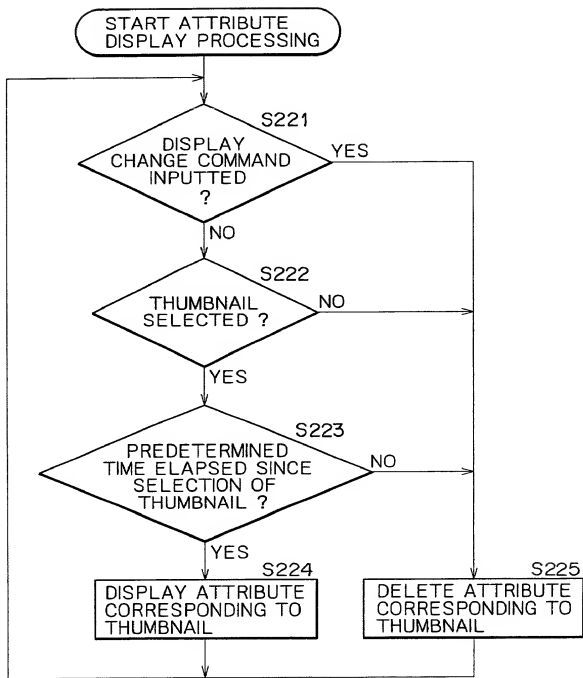 START ATTRIBUTE
DISPLAY PROCESSING
S221
DISPLAY
CHANGE COMMAND
INPUTTED
?
YES
NO
S222
THUMBNAIL
SELECTED ?
NO
YES
S223
PREDETERMINED
TIME ELAPSED SINCE
SELECTION OF
THUMBNAIL ?
NO
YES
S224
DISPLAY ATTRIBUTE
CORRESPONDING TO
THUMBNAIL
S225
DELETE ATTRIBUTE
CORRESPONDING TO
THUMBNAIL